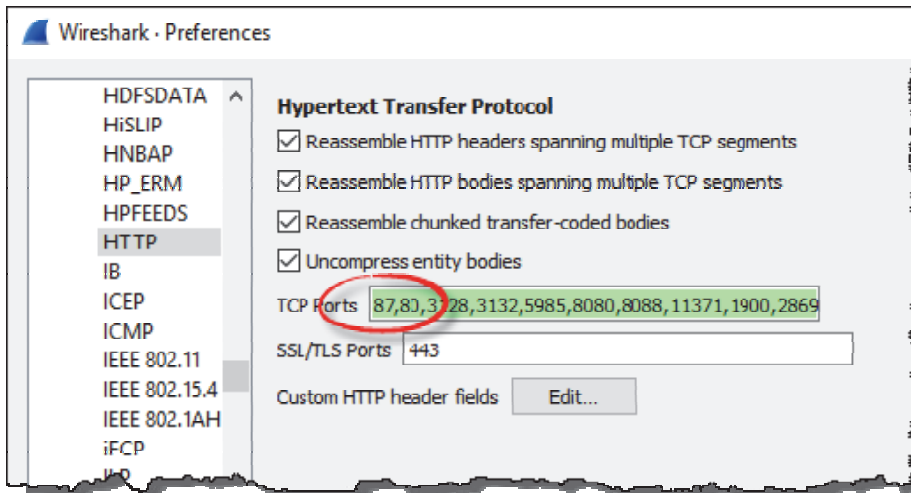 Wireshark · Preferences
HDFSDATA
HiSLIP
HNBAP
HP_ERM
HPFEEDS
HTTP
IB
ICEP
ICMP
IEEE 802.11
IEEE 802.15.4
IEEE 802.1AH
iFCP
Hypertext Transfer Protocol
Reassemble HTTP headers spanning multiple TCP segments
Reassemble HTTP bodies spanning multiple TCP segments
Reassemble chunked transfer-coded bodies
Uncompress entity bodies
TCP Ports 87,80,3128,3132,5985,8080,8088,11371,1900,2869
SSL/TLS Ports 443
Custom HTTP header fields Edit...